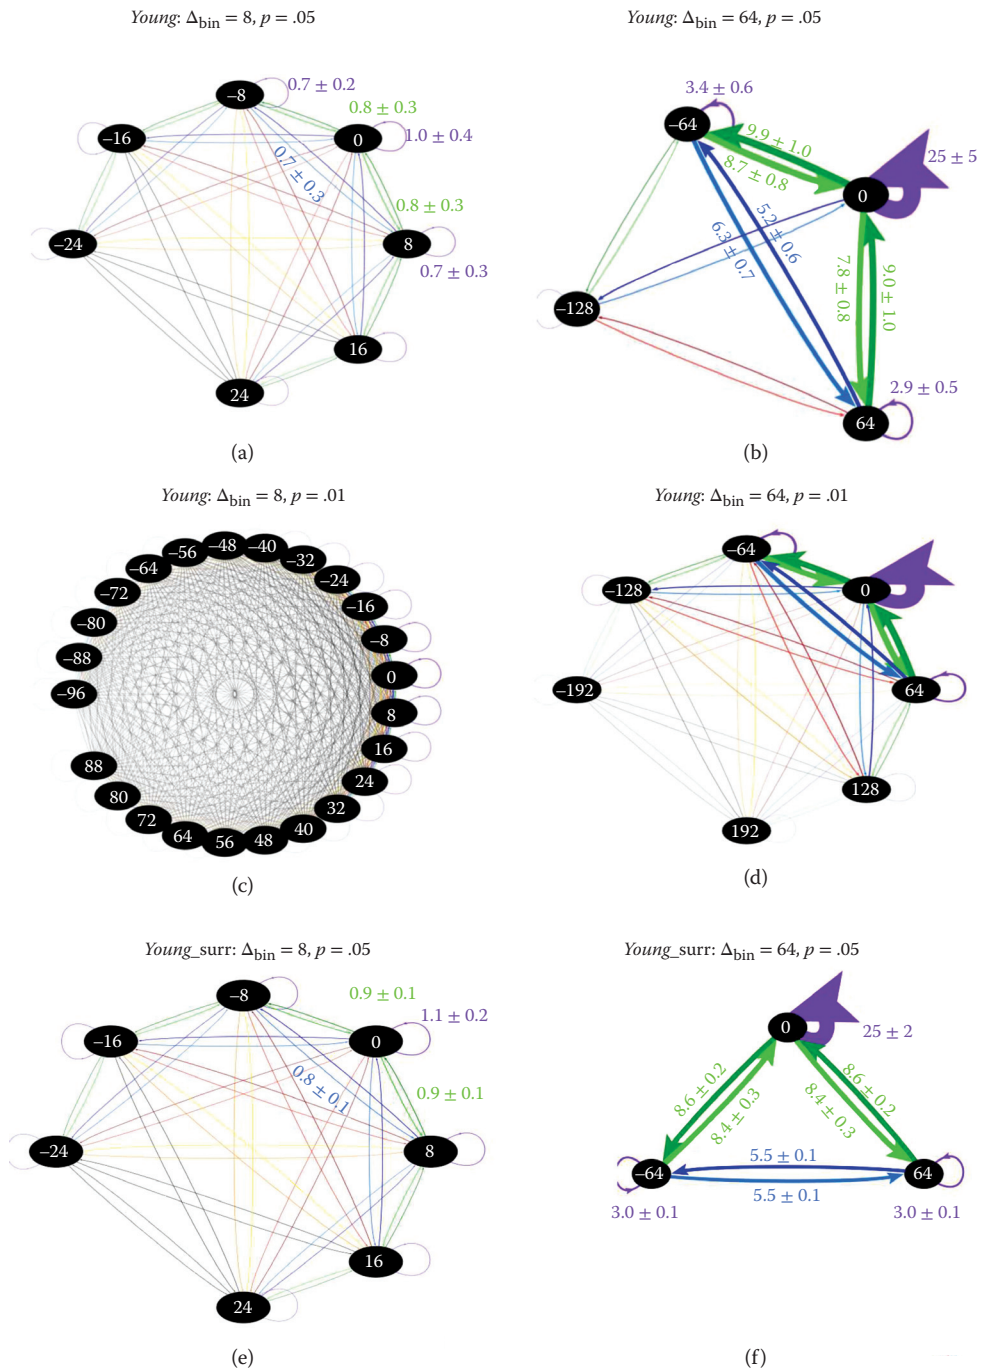 Young: Δbin = 8, p = .05
–8
0.7 ± 0.2
0.8 ± 0.3
–16
0
1.0 ± 0.4
0.7 ± 0.3
0.8 ± 0.3
–24
8
0.7 ± 0.3
16
24
(a)
Young: Δbin = 64, p = .05
3.4 ± 0.6
–64
9.9 ± 1.0
8.7 ± 0.8
25 ± 5
0
5.2 ± 0.6
6.3 ± 0.7
7.8 ± 0.8
9.0 ± 1.0
–128
2.9 ± 0.5
64
(b)
Young: Δbin = 8, p = .01
–48
–40
–56
–32
–64
–24
–72
–16
–80
–8
–88
0
–96
8
16
88
24
80
32
72
40
64
48
56
(c)
Young: Δbin = 64, p = .01
–64
–128
0
–192
64
128
192
(d)
Young_surr: Δbin = 8, p = .05
–8
0.9 ± 0.1
1.1 ± 0.2
–16
0
0.8 ± 0.1
0.9 ± 0.1
–24
8
16
24
(e)
Young_surr: Δbin = 64, p = .05
0
25 ± 2
8.6 ± 0.2
8.4 ± 0.3
8.6 ± 0.2
8.4 ± 0.3
5.5 ± 0.1
–64
64
5.5 ± 0.1
3.0 ± 0.1
3.0 ± 0.1
(f)